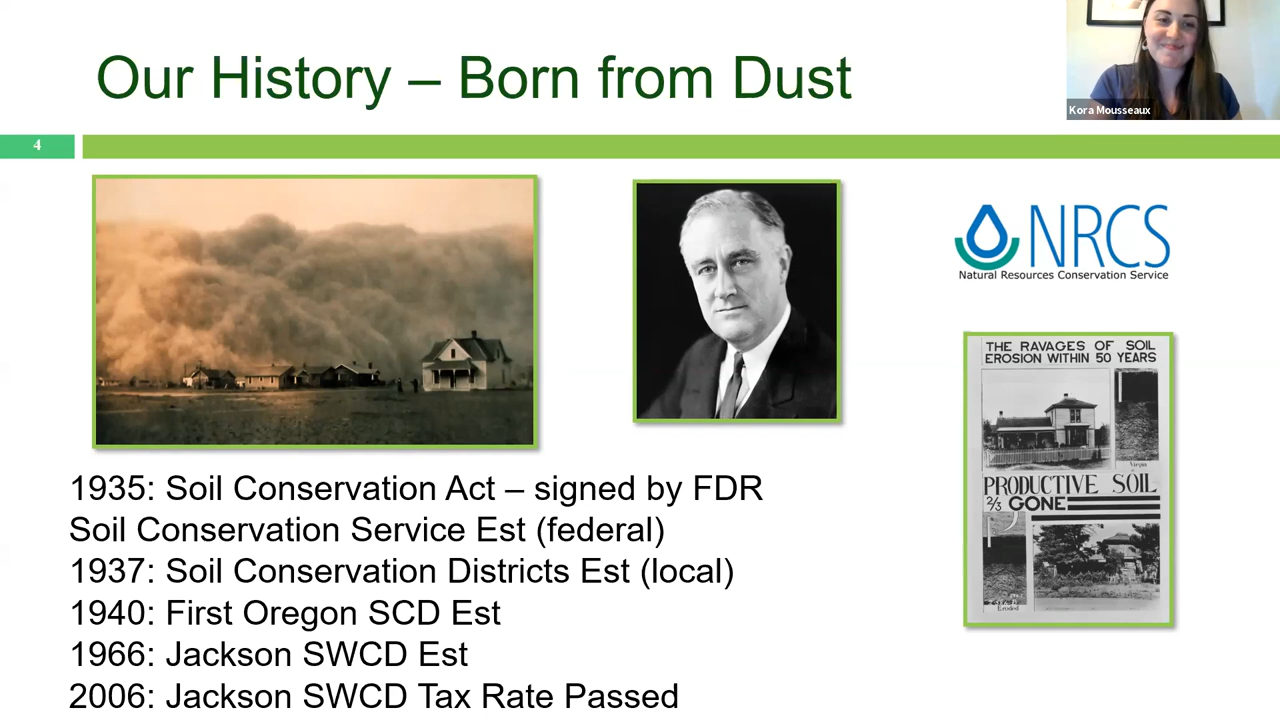 Our History – Born from Dust
Kora Mousseaux
4
NRCS
Natural Resources Conservation Service
THE RAVAGES OF SOIL
EROSION WITHIN 50 YEARS
Virgin
PRODUCTIVE SOIL
2/3 GONE
Eroded
1935: Soil Conservation Act – signed by FDR
Soil Conservation Service Est (federal)
1937: Soil Conservation Districts Est (local)
1940: First Oregon SCD Est
1966: Jackson SWCD Est
2006: Jackson SWCD Tax Rate Passed